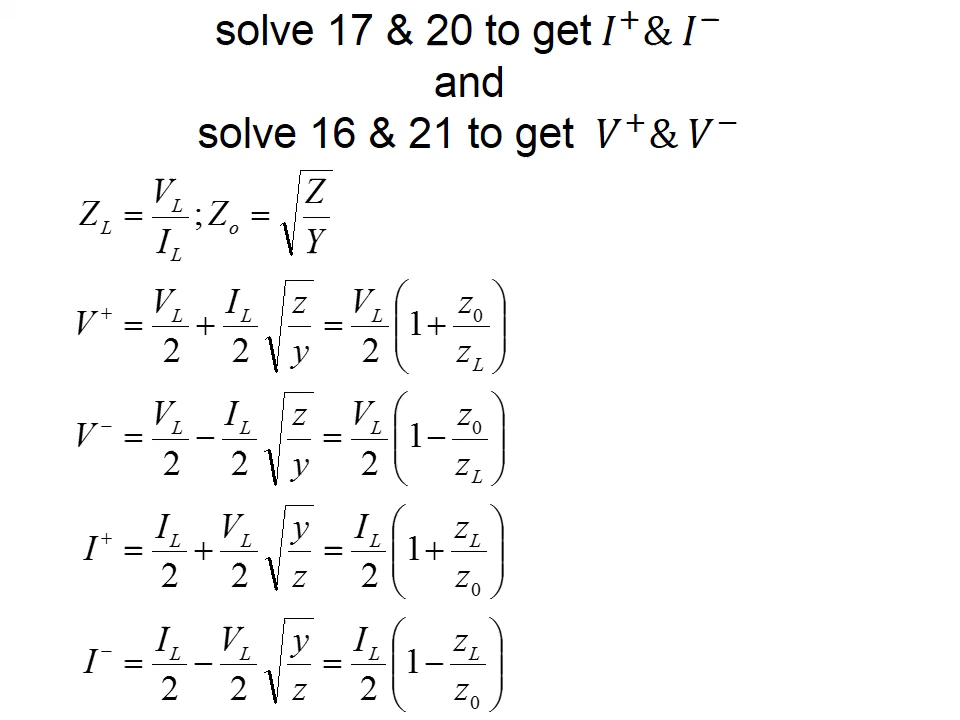 solve 17 & 20 to get I⁺ & I⁻
and
solve 16 & 21 to get V⁺ & V⁻
Z_L = V_L / I_L ; Z_o = √(Z / Y)
V⁺ = V_L / 2 + I_L / 2 √(z / y) = V_L / 2 (1 + z_0 / z_L)
V⁻ = V_L / 2 − I_L / 2 √(z / y) = V_L / 2 (1 − z_0 / z_L)
I⁺ = I_L / 2 + V_L / 2 √(y / z) = I_L / 2 (1 + z_L / z_0)
I⁻ = I_L / 2 − V_L / 2 √(y / z) = I_L / 2 (1 − z_L / z_0)